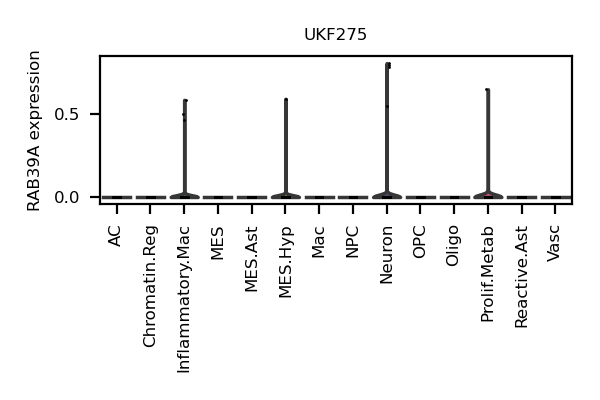 UKF275
RAB39A expression
0.5
0.0
AC
Chromatin.Reg
Inflammatory.Mac
MES
MES.Ast
MES.Hyp
Mac
NPC
Neuron
OPC
Oligo
Prolif.Metab
Reactive.Ast
Vasc